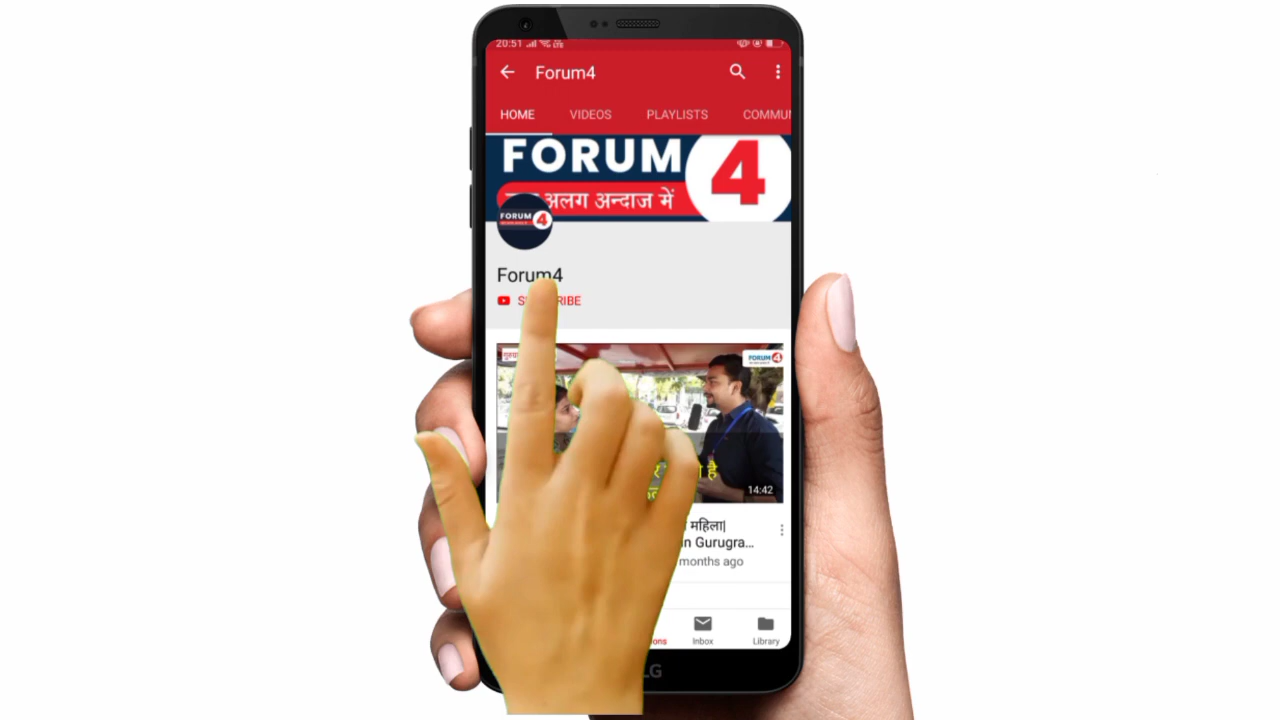 20:51
Forum4
HOME VIDEOS PLAYLISTS COMMU
FORUM 4
अलग अन्दाज में
FORUM 4
Forum4
FORUM 4
14:42
महिला|
in Gurugra...
months ago
Inbox
Library
LG